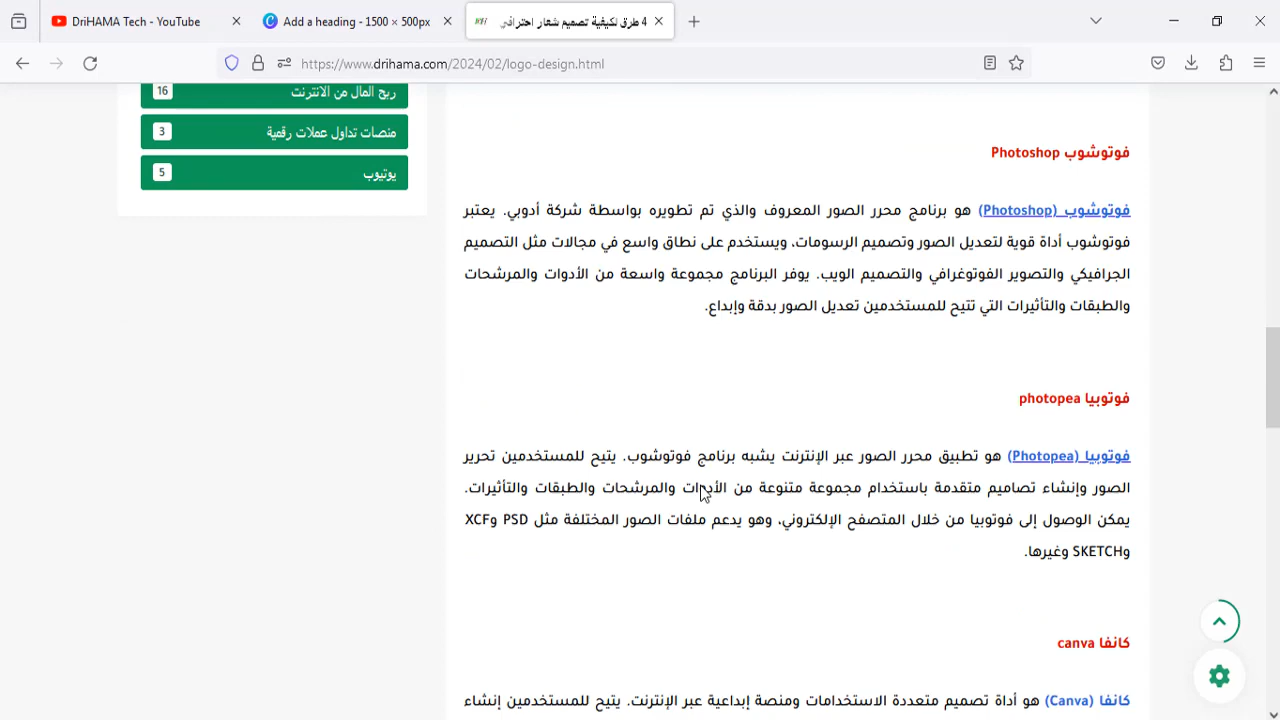 DriHAMA Tech - YouTube
Add a heading - 1500 × 500px
4 طرق لكيفية تصميم شعار احترافي
https://www.drihama.com/2024/02/logo-design.html
ربح المال من الانترنت 16
منصات تداول عملات رقمية 3
يوتيوب 5
فوتوشوب Photoshop
فوتوشوب (Photoshop) هو برنامج محرر الصور المعروف والذي تم تطويره بواسطة شركة أدوبي. يعتبر
فوتوشوب أداة قوية لتعديل الصور وتصميم الرسومات، ويستخدم على نطاق واسع في مجالات مثل التصميم
الجرافيكي والتصوير الفوتوغرافي والتصميم الويب. يوفر البرنامج مجموعة واسعة من الأدوات والمرشحات
والطبقات والتأثيرات التي تتيح للمستخدمين تعديل الصور بدقة وإبداع.
فوتوبيا photopea
فوتوبيا (Photopea) هو تطبيق محرر الصور عبر الإنترنت يشبه برنامج فوتوشوب. يتيح للمستخدمين تحرير
الصور وإنشاء تصاميم متقدمة باستخدام مجموعة متنوعة من الأدوات والمرشحات والطبقات والتأثيرات.
يمكن الوصول إلى فوتوبيا من خلال المتصفح الإلكتروني، وهو يدعم ملفات الصور المختلفة مثل PSD وXCF
وSKETCH وغيرها.
كانفا canva
كانفا (Canva) هو أداة تصميم متعددة الاستخدامات ومنصة إبداعية عبر الإنترنت. يتيح للمستخدمين إنشاء